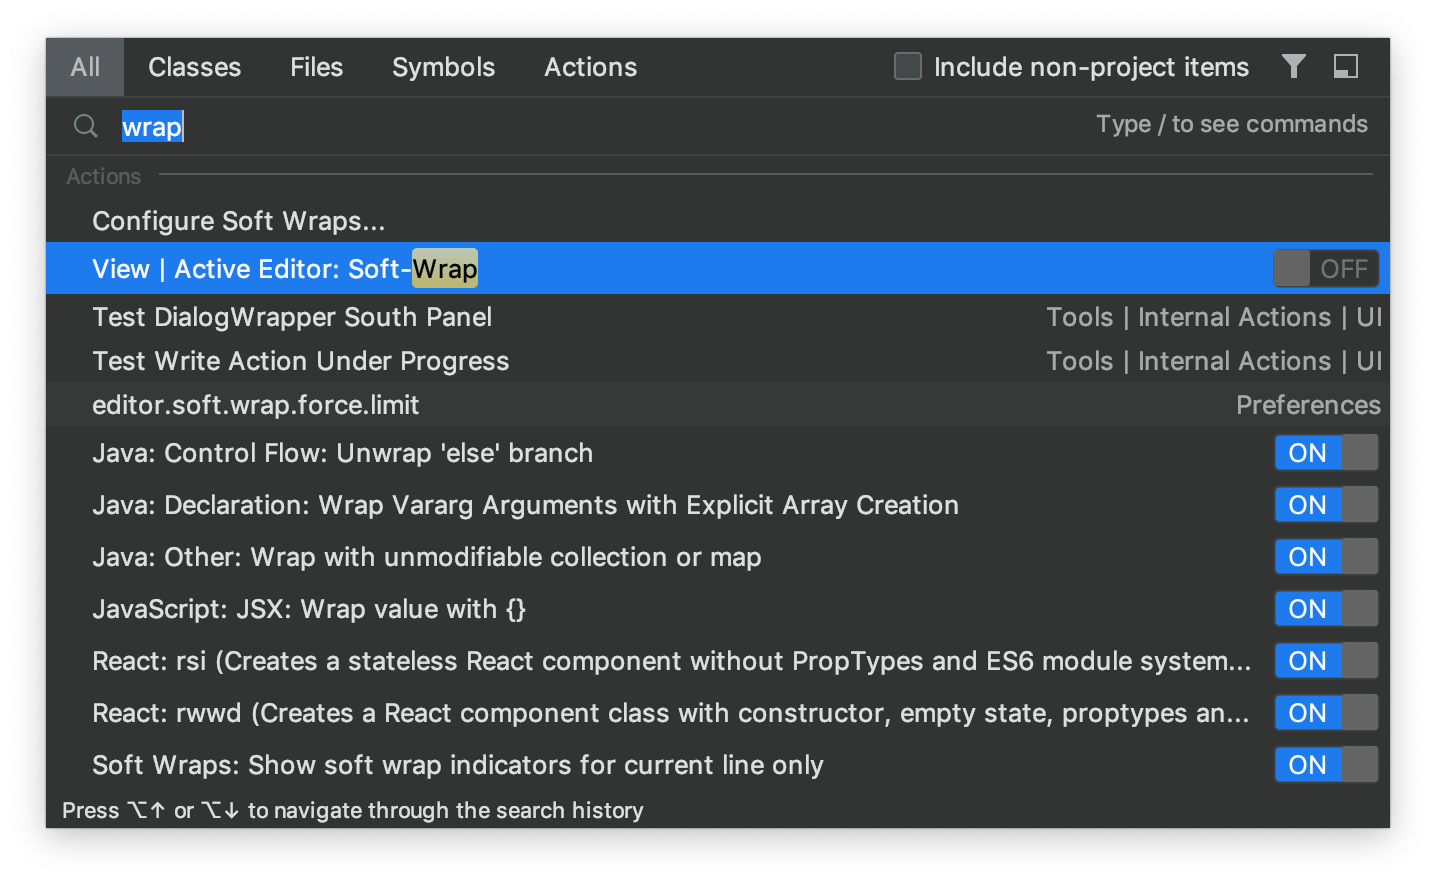 All Classes Files Symbols Actions Include non-project items
wrap Type / to see commands
Actions
Configure Soft Wraps...
View | Active Editor: Soft-Wrap OFF
Test DialogWrapper South Panel Tools | Internal Actions | UI
Test Write Action Under Progress Tools | Internal Actions | UI
editor.soft.wrap.force.limit Preferences
Java: Control Flow: Unwrap 'else' branch ON
Java: Declaration: Wrap Vararg Arguments with Explicit Array Creation ON
Java: Other: Wrap with unmodifiable collection or map ON
JavaScript: JSX: Wrap value with {} ON
React: rsi (Creates a stateless React component without PropTypes and ES6 module system... ON
React: rwwd (Creates a React component class with constructor, empty state, proptypes an... ON
Soft Wraps: Show soft wrap indicators for current line only ON
Press ⌥↑ or ⌥↓ to navigate through the search history